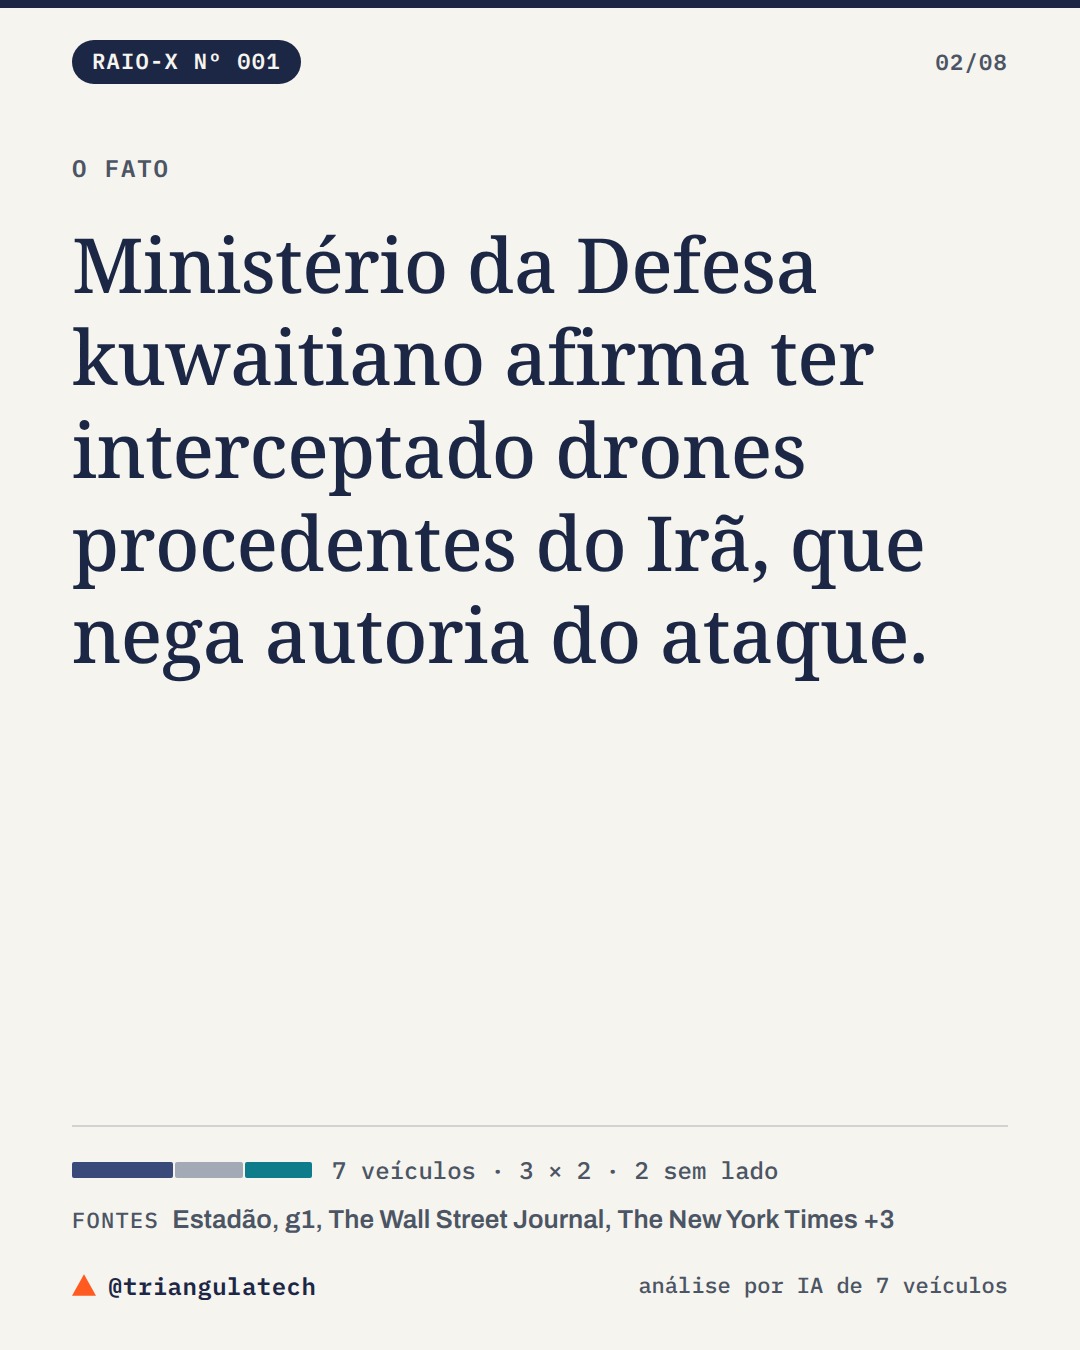 RAIO-X Nº 001
02/08
O FATO
Ministério da Defesa
kuwaitiano afirma ter
interceptado drones
procedentes do Irã, que
nega autoria do ataque.
7 veículos · 3 × 2 · 2 sem lado
FONTES Estadão, g1, The Wall Street Journal, The New York Times +3
@triangulatech
análise por IA de 7 veículos